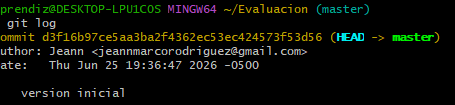 prendiz@DESKTOP-LPU1COS MINGW64 ~/Evaluacion (master)
git log
ommit d3f16b97ce5aa3ba2f4362ec53ec424573f53d56 (HEAD -> master)
uthor: Jeann <jeannmarcorodriguez@gmail.com>
ate:   Thu Jun 25 19:36:47 2026 -0500
version inicial